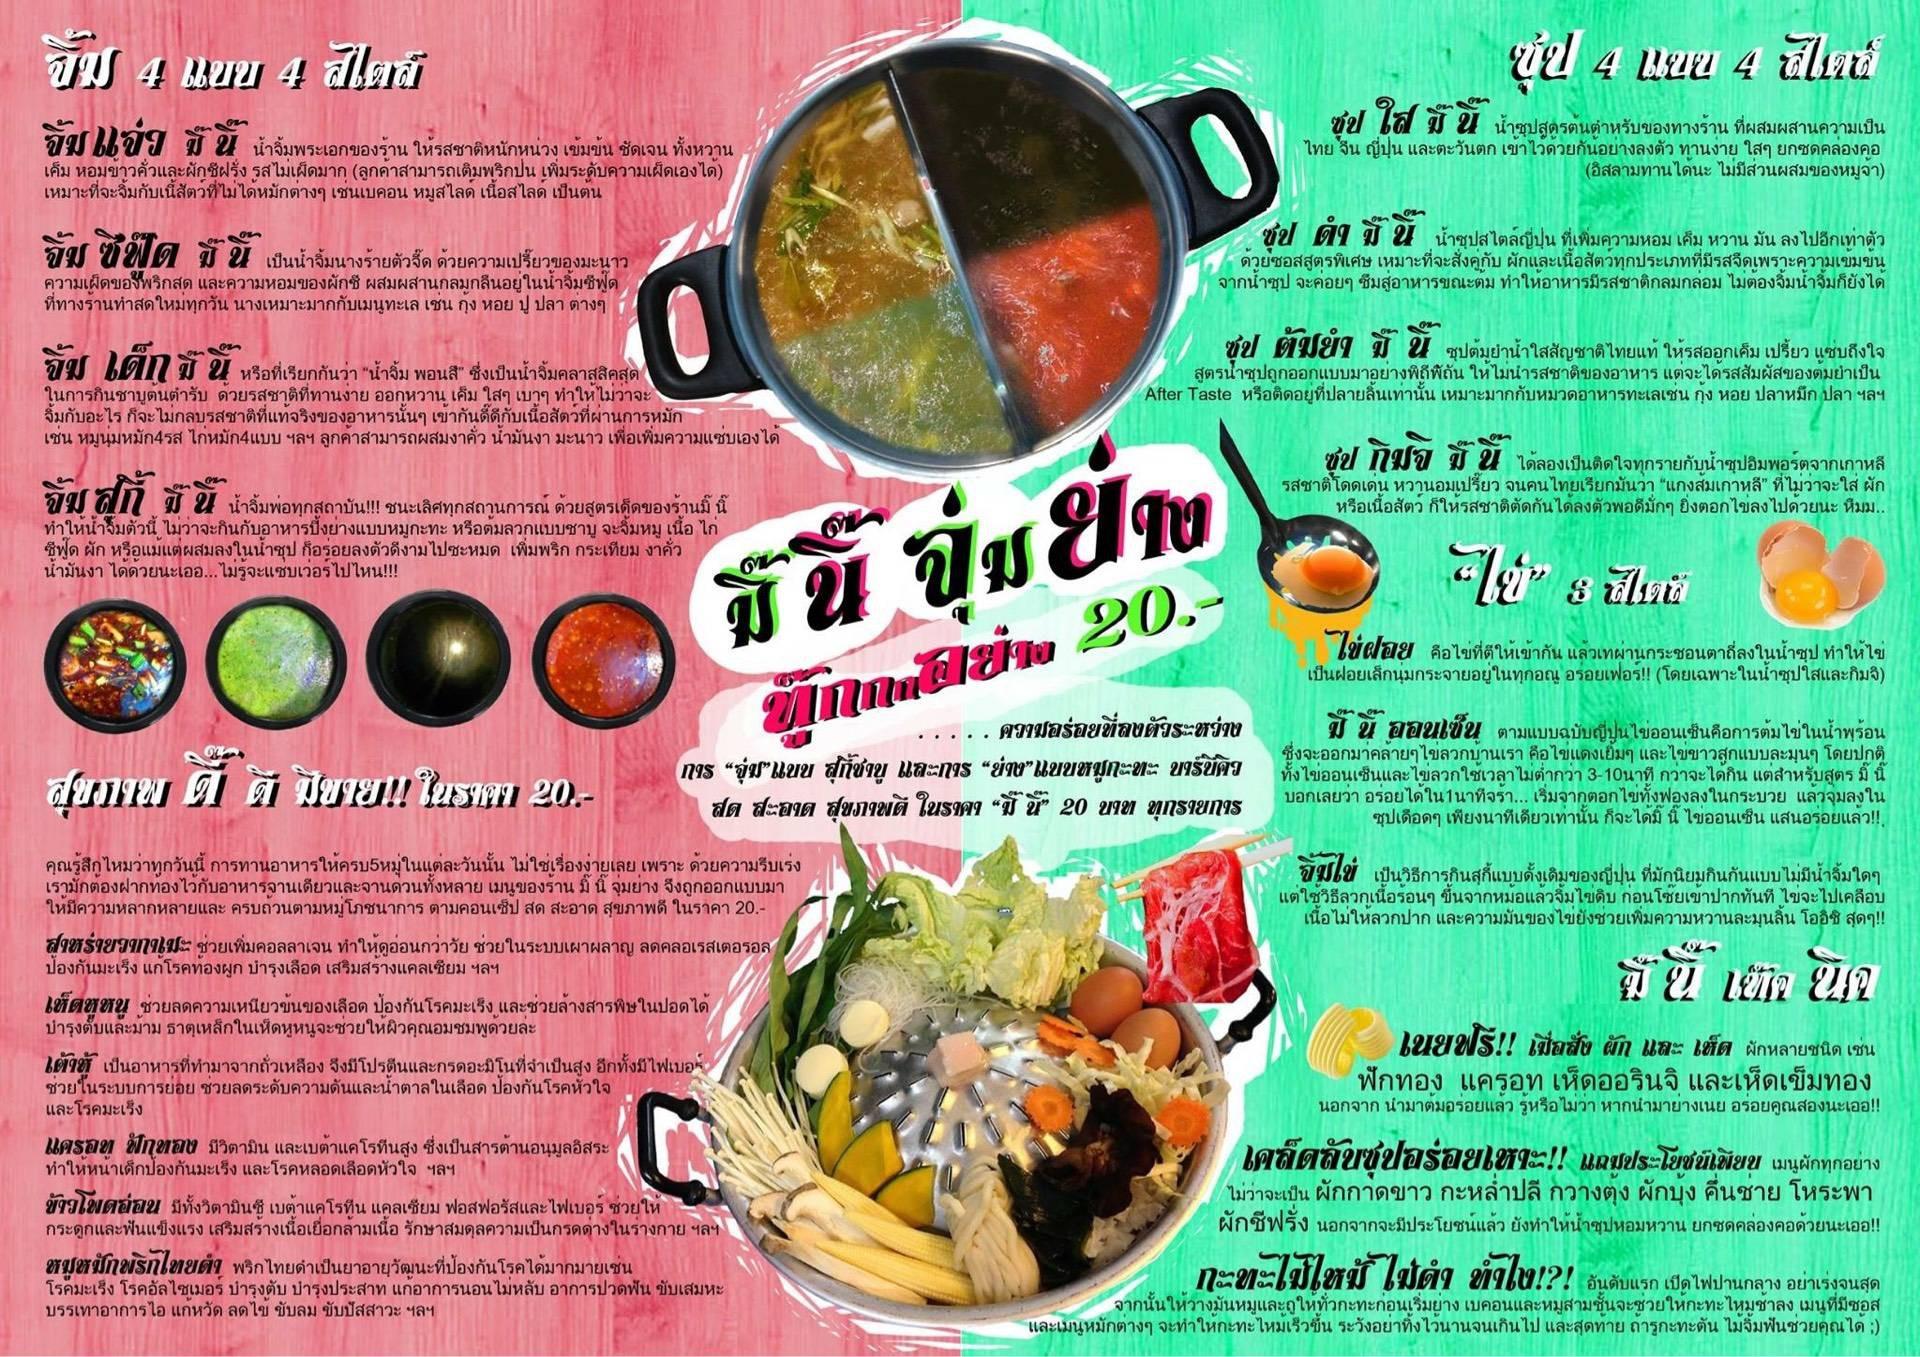 จิ้ม 4 แบบ 4 สไตล์
จิ้มแจ่ว มี๊ นี๊ น้ำจิ้มพระเอกของร้าน ให้รสชาติหนักหน่วง เข้มข้น ชัดเจน ทั้งหวาน
เค็ม หอมข้าวคั่วและผักชีฝรั่ง รสไม่เผ็ดมาก (ลูกค้าสามารถเติมพริกป่น เพิ่มระดับความเผ็ดเองได้)
เหมาะที่จะจิ้มกับเนื้สัตว์ที่ไม่ได้หมักต่างๆ เช่นเบคอน หมูสไลด์ เนื้อสไลด์ เป็นต้น
จิ้ม ซีฟู๊ด มี๊ นี๊ เป็นน้ำจิ้มนางร้ายตัวจี๊ด ด้วยความเปรี้ยวของมะนาว
ความเผ็ดของพริกสด และความหอมของผักชี ผสมผสานกลมกลืนอยู่ในน้ำจิ้มซีฟู๊ด
ที่ทางร้านทำสดใหม่ทุกวัน นางเหมาะมากกับเมนูทะเล เช่น กุ้ง หอย ปู ปลา ต่างๆ
จิ้ม เด็ก มี๊ นี๊ หรือที่เรียกกันว่า "น้ำจิ้ม พอนสึ" ซึ่งเป็นน้ำจิ้มคลาสสิคสุด
ในการกินชาบูต้นตำรับ ด้วยรสชาติที่ทานง่าย ออกหวาน เค็ม ใสๆ เบาๆ ทำให้ไม่ว่าจะ
จิ้มกับอะไร ก็จะไม่กลบรสชาติที่แท้จริงของอาหารนั้นๆ เข้ากันดี๊ดีกับเนื้อสัตว์ที่ผ่านการหมัก
เช่น หมูนุ่มหมัก4รส ไก่หมัก4แบบ ฯลฯ ลูกค้าสามารถผสมงาคั่ว น้ำมันงา มะนาว เพื่อเพิ่มความแซ่บเองได้
จิ้ม สุกี้ มี๊ นี๊ น้ำจิ้มพ่อทุกสถาบัน!!! ชนะเลิศทุกสถานการณ์ ด้วยสูตรเด็ดของร้านมี๊ นี๊
ทำให้น้ำจิ้มตัวนี้ ไม่ว่าจะกินกับอาหารปิ้งย่างแบบหมูกะทะ หรือต้มลวกแบบชาบู จะจิ้มหมู เนื้อ ไก่
ซีฟู้ด ผัก หรือแม้แต่ผสมลงในน้ำซุป ก็อร่อยลงตัวดีงามไปซะหมด เพิ่มพริก กระเทียม งาคั่ว
น้ำมันงา ได้ด้วยนะเออ...ไม่รู้จะแซ่บเวอร์ไปไหน!!!
สุขภาพ ดี๊ ดี มีขาย!! ในราคา 20.-
คุณรู้สึกไหมว่าทุกวันนี้ การทานอาหารให้ครบ5หมู่ในแต่ละวันนั้น ไม่ใช่เรื่องง่ายเลย เพราะ ด้วยความรีบเร่ง
เรามักต้องฝากท้องไว้กับอาหารจานเดียวและจานด่วนทั้งหลาย เมนูของร้าน มี๊ นี๊ จุ่มย่าง จึงถูกออกแบบมา
ให้มีความหลากหลายและ ครบถ้วนตามหมู่โภชนาการ ตามคอนเซ็ป สด สะอาด สุขภาพดี ในราคา 20.-
สาหร่ายวากาเมะ ช่วยเพิ่มคอลลาเจน ทำให้ดูอ่อนกว่าวัย ช่วยในระบบเผาผลาญ ลดคลอเรสเตอรอล
ป้องกันมะเร็ง แก้โรคท้องผูก บำรุงเลือด เสริมสร้างแคลเซียม ฯลฯ
เห็ดหูหนู ช่วยลดความเหนียวข้นของเลือด ป้องกันโรคมะเร็ง และช่วยล้างสารพิษในปอดได้
บำรุงตับและม้าม ธาตุเหล็กในเห็ดหูหนูจะช่วยให้ผิวคุณอมชมพูด้วยล่ะ
เต้าหู้ เป็นอาหารที่ทำมาจากถั่วเหลือง จึงมีโปรตีนและกรดอะมิโนที่จำเป็นสูง อีกทั้งมีไฟเบอร์
ช่วยในระบบการย่อย ช่วยลดระดับความดันและน้ำตาลในเลือด ป้องกันโรคหัวใจ
และโรคมะเร็ง
แครอท ฟักทอง มีวิตามิน และเบต้าแคโรทีนสูง ซึ่งเป็นสารต้านอนุมูลอิสระ
ทำให้หน้าเด็กป้องกันมะเร็ง และโรคหลอดเลือดหัวใจ ฯลฯ
ข้าวโพดอ่อน มีทั้งวิตามินซี เบต้าแคโรทีน แคลเซียม ฟอสฟอรัสและไฟเบอร์ ช่วยให้
กระดูกและฟันแข็งแรง เสริมสร้างเนื้อเยื่อกล้ามเนื้อ รักษาสมดุลความเป็นกรดด่างในร่างกาย ฯลฯ
หมูหมักพริกไทยดำ พริกไทยดำเป็นยาอายุวัฒนะที่ป้องกันโรคได้มากมายเช่น
โรคมะเร็ง โรคอัลไซเมอร์ บำรุงตับ บำรุงประสาท แก้อาการนอนไม่หลับ อาการปวดฟัน ขับเสมหะ
บรรเทาอาการไอ แก้หวัด ลดไข้ ขับลม ขับปัสสาวะ ฯลฯ
มี๊ นี๊ จุ่มย่าง
ทุ๊กกกกอย่าง 20.-
.....ความอร่อยที่ลงตัวระหว่าง
การ "จุ่ม"แบบ สุกี้ชาบู และการ "ย่าง"แบบหมูกะทะ บาร์บีคิว
สด สะอาด สุขภาพดี ในราคา "มี๊ นี๊" 20 บาท ทุกรายการ
ซุป 4 แบบ 4 สไตล์
ซุป ใส มี๊ นี๊ น้ำซุปสูตรต้นตำหรับของทางร้าน ที่ผสมผสานความเป็น
ไทย จีน ญี่ปุ่น และตะวันตก เข้าไว้ด้วยกันอย่างลงตัว ทานง่าย ใสๆ ยกซดคล่องคอ
(อิสลามทานได้นะ ไม่มีส่วนผสมของหมูจ้า)
ซุป ดำ มี๊ นี๊ น้ำซุปสไตล์ญี่ปุ่น ที่เพิ่มความหอม เค็ม หวาน มัน ลงไปอีกเท่าตัว
ด้วยซอสสูตรพิเศษ เหมาะที่จะสั่งคู่กับ ผักและเนื้อสัตว์ทุกประเภทที่มีรสจืดเพราะความเข้มข้น
จากน้ำซุป จะค่อยๆ ซึมสู่อาหารขณะต้ม ทำให้อาหารมีรสชาติกลมกล่อม ไม่ต้องจิ้มน้ำจิ้มก็ยังได้
ซุป ต้มยำ มี๊ นี๊ ซุปต้มยำน้ำใสสัญชาติไทยแท้ ให้รสออกเค็ม เปรี้ยว แซ่บถึงใจ
สูตรน้ำซุปถูกออกแบบมาอย่างพิถีพิถัน ให้ไม่นำรสชาติของอาหาร แต่จะได้รสสัมผัสของต้มยำเป็น
After Taste หรือติดอยู่ที่ปลายลิ้นเท่านั้น เหมาะมากกับหมวดอาหารทะเลเช่น กุ้ง หอย ปลาหมึก ปลา ฯลฯ
ซุป กิมจิ มี๊ นี๊ ได้ลองเป็นติดใจทุกรายกับน้ำซุปอิมพอร์ตจากเกาหลี
รสชาติโดดเด่น หวานอมเปรี้ยว จนคนไทยเรียกมันว่า "แกงส้มเกาหลี" ที่ไม่ว่าจะใส่ ผัก
หรือเนื้อสัตว์ ก็ให้รสชาติตัดกันได้ลงตัวพอดีมั่กๆ ยิ่งตอกไข่ลงไปด้วยนะ หืมม..
"ไข่" 3 สไตล์
ไข่ฝอย คือไข่ที่ตีให้เข้ากัน แล้วเทผ่านกระชอนตาถี่ลงในน้ำซุป ทำให้ไข่
เป็นฝอยเล็กนุ่มกระจายอยู่ในทุกอณู อร่อยเฟอร์!! (โดยเฉพาะในน้ำซุปใสและกิมจิ)
มี๊ นี๊ ออนเซ็น ตามแบบฉบับญี่ปุ่นไข่ออนเซ็นคือการต้มไข่ในน้ำพุร้อน
ซึ่งจะออกมาคล้ายๆไข่ลวกบ้านเรา คือไข่แดงเยิ้มๆ และไข่ขาวสุกแบบละมุนๆ โดยปกติ
ทั้งไข่ออนเซ็นและไข่ลวกใช้เวลาไม่ต่ำกว่า 3-10นาที กว่าจะได้กิน แต่สำหรับสูตร มี๊ นี๊
บอกเลยว่า อร่อยได้ใน1นาทีจร้า... เริ่มจากตอกไข่ทั้งฟองลงในกระบวย แล้วจุ่มลงใน
ซุปเดือดๆ เพียงนาทีเดียวเท่านั้น ก็จะได้มี๊ นี๊ ไข่ออนเซ็น แสนอร่อยแล้ว!!
จิ้มไข่ เป็นวิธีการกินสุกี้แบบดั้งเดิมของญี่ปุ่น ที่มักนิยมกินกันแบบไม่มีน้ำจิ้มใดๆ
แต่ใช้วิธีลวกเนื้อร้อนๆ ขึ้นจากหม้อแล้วจิ้มไข่ดิบ ก่อนโซ๊ยเข้าปากทันที ไข่จะไปเคลือบ
เนื้อไม่ให้ลวกปาก และความมันของไข่ยังช่วยเพิ่มความหวานละมุนลิ้น โออิชิ สุดๆ!!
มี๊ นี๊ เท๊ค นิค
เนยฟรี!! เมื่อสั่ง ผัก และ เห็ด ผักหลายชนิด เช่น
ฟักทอง แครอท เห็ดออรินจิ และเห็ดเข็มทอง
นอกจาก นำมาต้มอร่อยแล้ว รู้หรือไม่ว่า หากนำมาย่างเนย อร่อยคูณสองนะเออ!!
เคล็ดลับซุปอร่อยเหาะ!! แถมประโยชน์เพียบ เมนูผักทุกอย่าง
ไม่ว่าจะเป็น ผักกาดขาว กะหล่ำปลี กวางตุ้ง ผักบุ้ง คื่นช่าย โหระพา
ผักชีฝรั่ง นอกจากจะมีประโยชน์แล้ว ยังทำให้น้ำซุปหอมหวาน ยกซดคล่องคอด้วยนะเออ!!
กะทะไม้ไหม้ ไม่ดำ ทำไง!?! อันดับแรก เปิดไฟปานกลาง อย่าเร่งจนสุด
จากนั้นให้วางมันหมูและถูให้ทั่วกะทะก่อนเริ่มย่าง เบคอนและหมูสามชั้นจะช่วยให้กะทะไหม้ช้าลง เมนูที่มีซอส
และเมนูหมักต่างๆ จะทำให้กะทะไหม้เร็วขึ้น ระวังอย่าทิ้งไว้นานจนเกินไป และสุดท้าย ถ้ารูกะทะตัน ไม้จิ้มฟันช่วยคุณได้ ;)